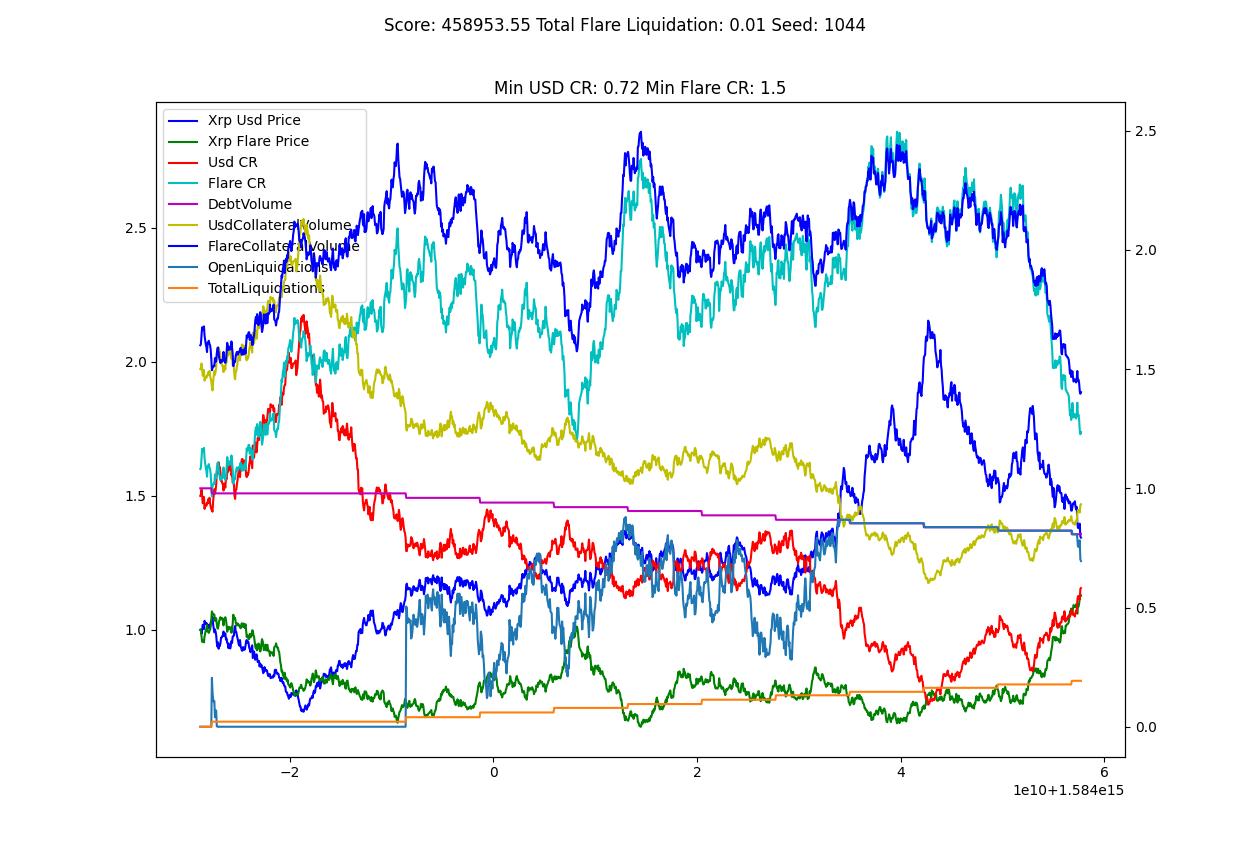 Score: 458953.55 Total Flare Liquidation: 0.01 Seed: 1044
Min USD CR: 0.72 Min Flare CR: 1.5
Xrp Usd Price
Xrp Flare Price
Usd CR
Flare CR
DebtVolume
UsdCollateralVolume
FlareCollateralVolume
OpenLiquidations
TotalLiquidations
2.5
2.0
1.5
1.0
2.5
2.0
1.5
1.0
0.5
0.0
−2
0
2
4
6
1e10+1.584e15